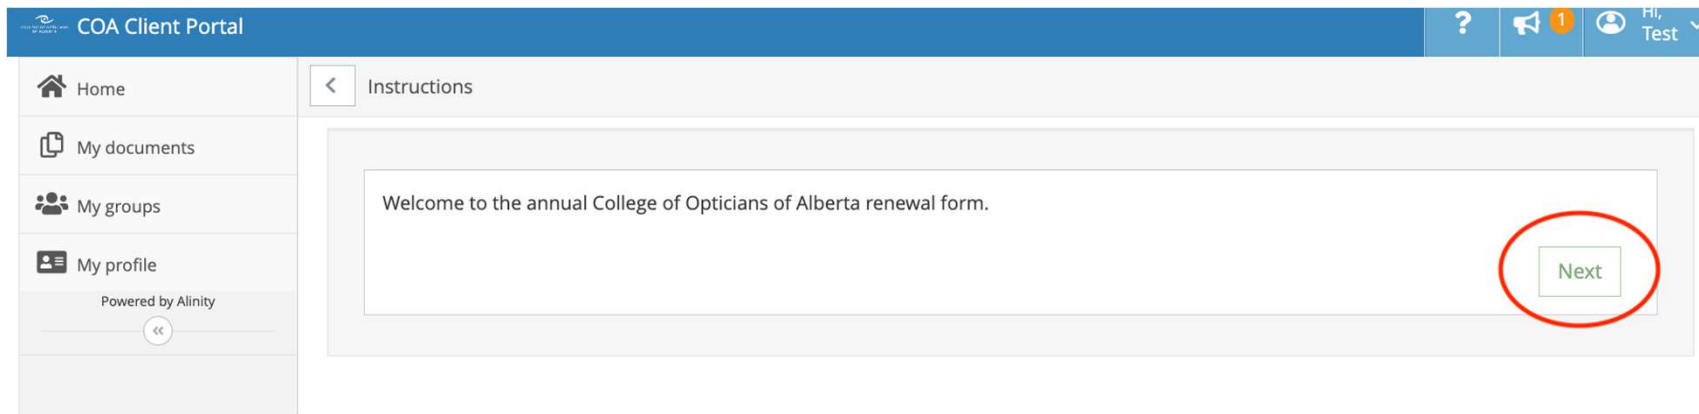 COA Client Portal
?
1
Hi,
Test
Home
My documents
My groups
My profile
Powered by Alinity
Instructions
Welcome to the annual College of Opticians of Alberta renewal form.
Next